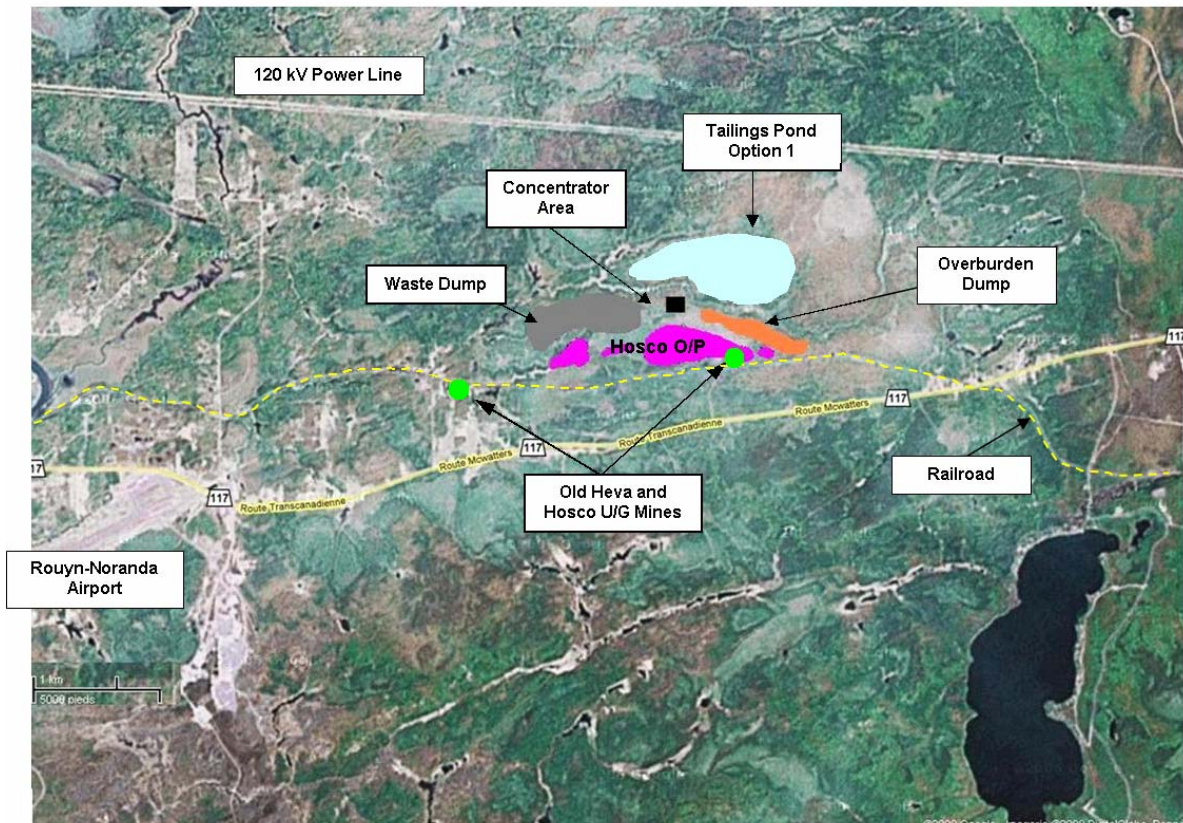 120 kV Power Line
Tailings Pond
Option 1
Concentrator
Area
Overburden
Dump
Waste Dump
Hosco O/P
117
Route Mcwatters
117
Route Transcanadienne
117
Route Mcwatters
17
117
Route Transcanadienne
Old Heva and
Hosco U/G Mines
Railroad
Rouyn-Noranda
Airport
1 km
5000 pieds